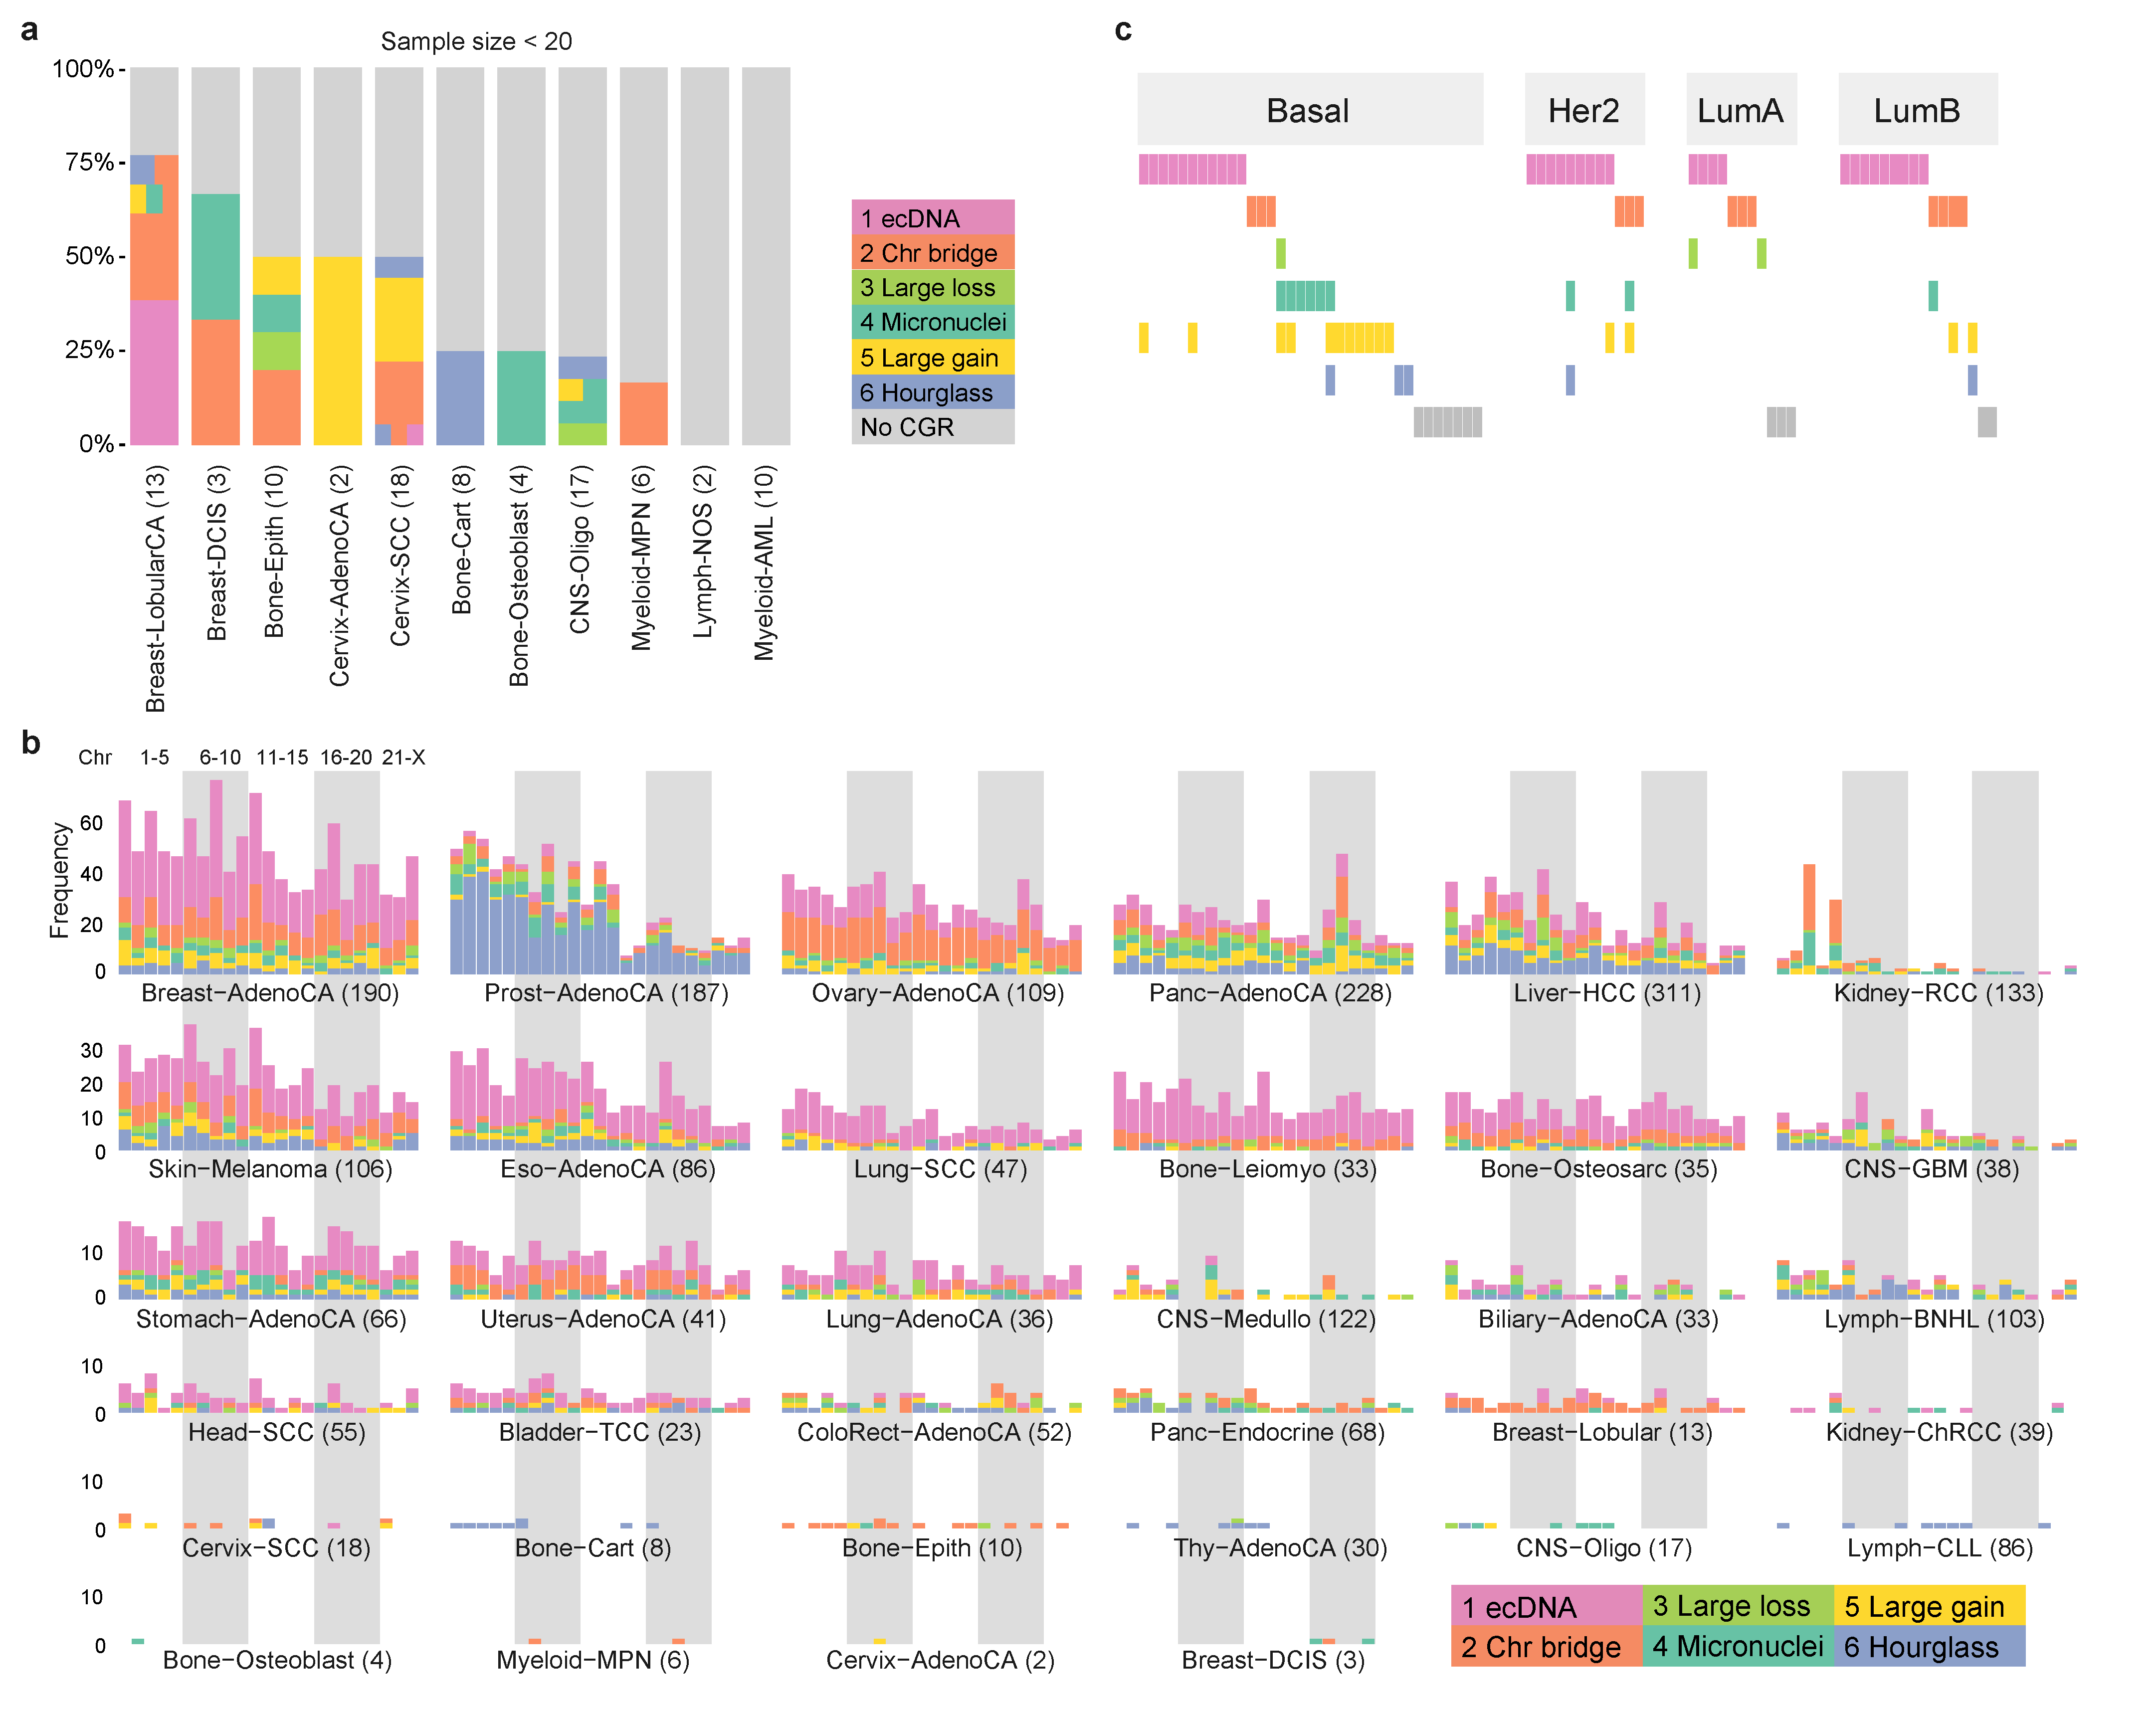 a
Sample size < 20
100%
75%
50%
25%
0%
Breast-LobularCA (13)
Breast-DCIS (3)
Bone-Epith (10)
Cervix-AdenoCA (2)
Cervix-SCC (18)
Bone-Cart (8)
Bone-Osteoblast (4)
CNS-Oligo (17)
Myeloid-MPN (6)
Lymph-NOS (2)
Myeloid-AML (10)
1 ecDNA
2 Chr bridge
3 Large loss
4 Micronuclei
5 Large gain
6 Hourglass
No CGR
c
Basal Her2 LumA LumB
b
Chr 1-5 6-10 11-15 16-20 21-X
Frequency
60
40
20
0
Breast−AdenoCA (190) Prost−AdenoCA (187) Ovary−AdenoCA (109) Panc−AdenoCA (228) Liver−HCC (311) Kidney−RCC (133)
30
20
10
0
Skin−Melanoma (106) Eso−AdenoCA (86) Lung−SCC (47) Bone−Leiomyo (33) Bone−Osteosarc (35) CNS−GBM (38)
10
0
Stomach−AdenoCA (66) Uterus−AdenoCA (41) Lung−AdenoCA (36) CNS−Medullo (122) Biliary−AdenoCA (33) Lymph−BNHL (103)
10
0
Head−SCC (55) Bladder−TCC (23) ColoRect−AdenoCA (52) Panc−Endocrine (68) Breast−Lobular (13) Kidney−ChRCC (39)
10
0
Cervix−SCC (18) Bone−Cart (8) Bone−Epith (10) Thy−AdenoCA (30) CNS−Oligo (17) Lymph−CLL (86)
10
0
Bone−Osteoblast (4) Myeloid−MPN (6) Cervix−AdenoCA (2) Breast−DCIS (3)
1 ecDNA 3 Large loss 5 Large gain
2 Chr bridge 4 Micronuclei 6 Hourglass